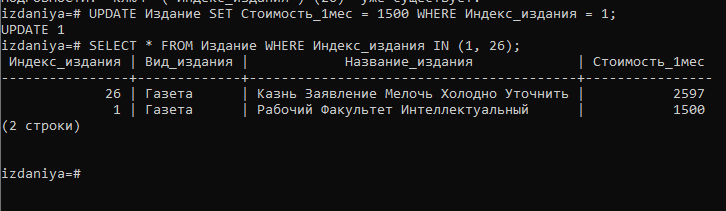 ПОДРОБНОСТИ: Ключ "( Индекс_издания )=(26)" уже существует.
izdaniya=# UPDATE Издание SET Стоимость_1мес = 1500 WHERE Индекс_издания = 1;
UPDATE 1
izdaniya=# SELECT * FROM Издание WHERE Индекс_издания IN (1, 26);
 Индекс_издания | Вид_издания |            Название_издания             | Стоимость_1мес
----------------+-------------+-----------------------------------------+----------------
             26 | Газета      | Казнь Заявление Мелочь Холодно Уточнить |           2597
              1 | Газета      | Рабочий Факультет Интеллектуальный      |           1500
(2 строки)
izdaniya=#